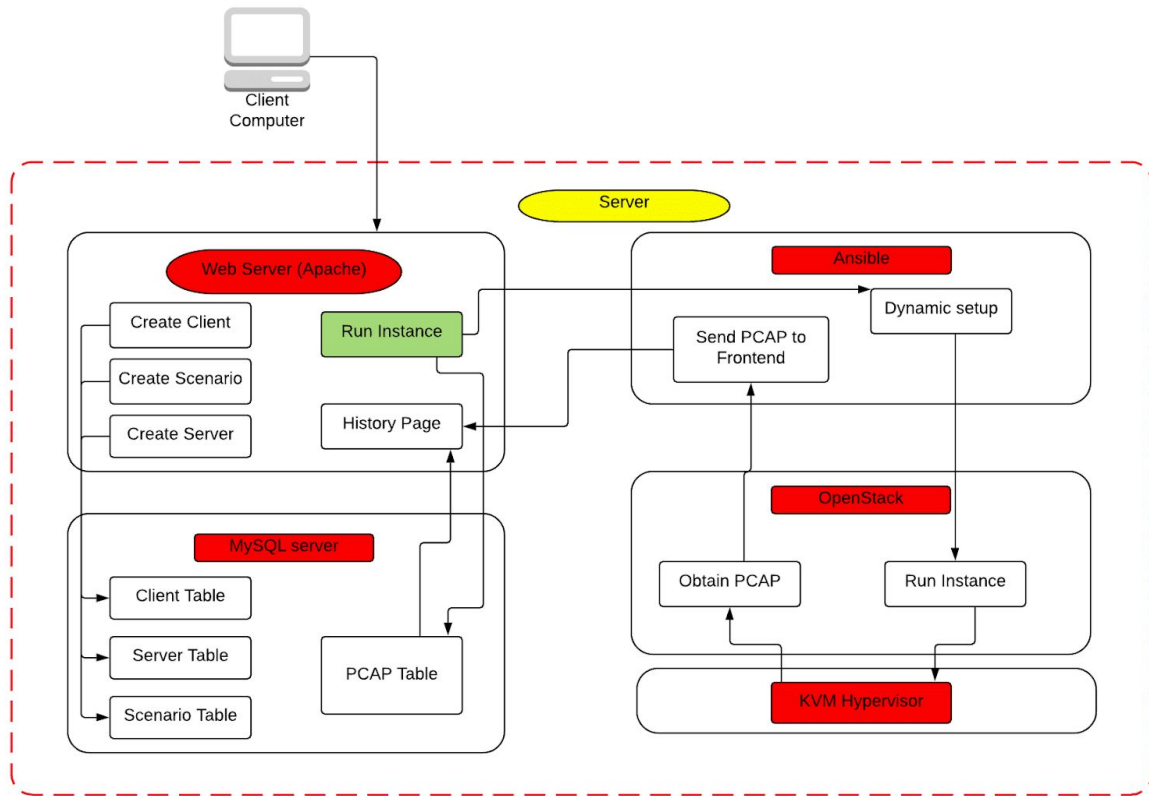 Client
Computer
Server
Web Server (Apache)
Create Client
Run Instance
Create Scenario
History Page
Create Server
Ansible
Dynamic setup
Send PCAP to
Frontend
MySQL server
Client Table
Server Table
PCAP Table
Scenario Table
OpenStack
Obtain PCAP
Run Instance
KVM Hypervisor